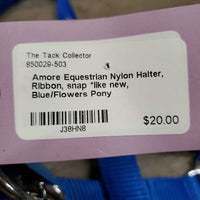 The Tack Collector
850029-503
Amore Equestrian Nylon Halter,
Ribbon, snap *like new,
Blue/Flowers Pony
J38HN8
$20.00